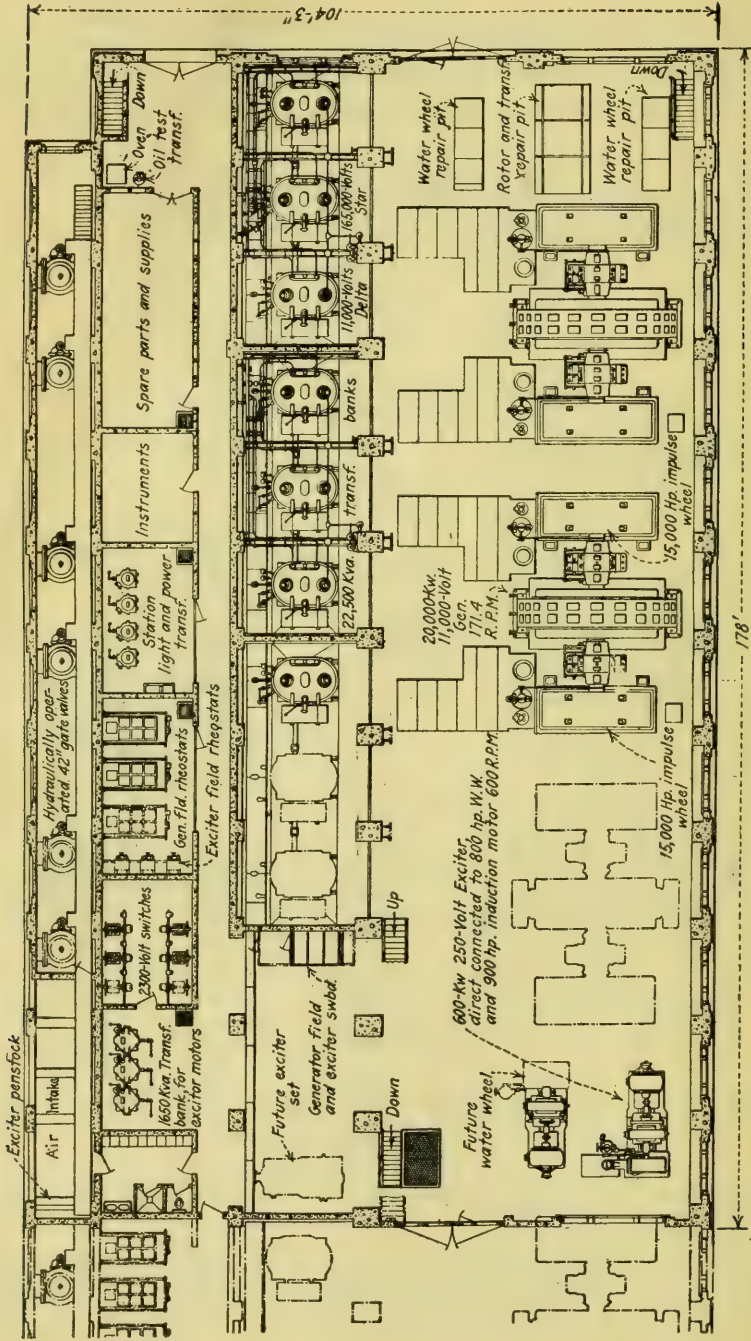 104'-3"
Exciter penstock
Air
Intake
Hydraulically oper-
ated 42" gate valves
Down
Oven
Oil test
transf.
Spare parts and supplies
Instruments
Station
light and power
transf.
Gen. fld. rheostats
Exciter field rheostats
2300-Volt switches
1650 Kva. Transf.
bank, for
excitor motors
22,500 Kva.
transf.
banks
11,000-Volts
Delta
165,000 Volts
Star
Future exciter
set
Generator field
and exciter swbd.
Up
Down
Water wheel
repair pit
Rotor and transf.
repair pit
Water wheel
repair pit
Down
20,000 Kw.
11,000-Volt
Gen.
171.4
R.P.M.
15,000 Hp. impulse
wheel
15,000 Hp. impulse
wheel
600-Kw 250-Volt Exciter
direct connected to 800 hp. W.W.
and 900 hp. induction motor 600 R.P.M.
Future
water wheel
178'